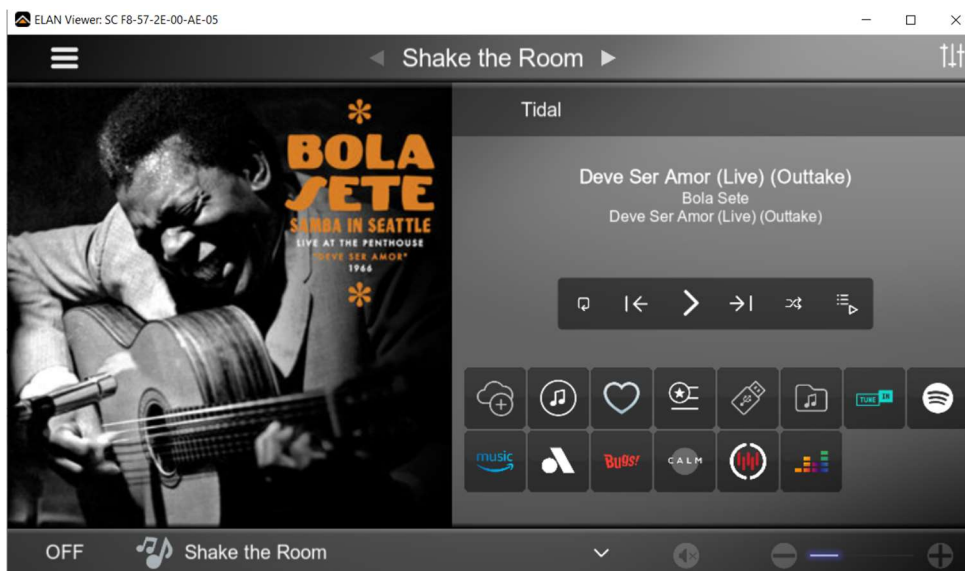 ELAN Viewer: SC F8-57-2E-00-AE-05
Shake the Room
BOLA
SETE
SAMBA IN SEATTLE
LIVE AT THE PENTHOUSE
"DEVE SER AMOR"
1966
Tidal
Deve Ser Amor (Live) (Outtake)
Bola Sete
Deve Ser Amor (Live) (Outtake)
TUNE IN
music
Bugs!
CALM
OFF
Shake the Room